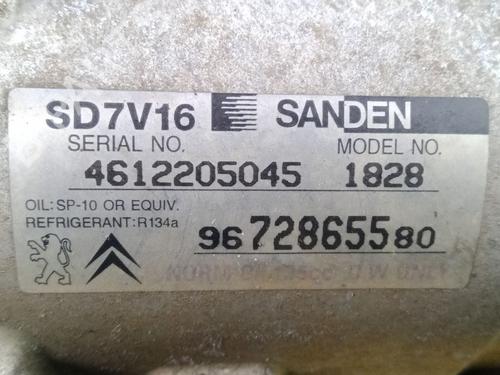 SD7V16 SANDEN
SERIAL NO. MODEL NO.
4612205045 1828
OIL: SP-10 OR EQUIV.
REFRIGERANT: R134a
9672865580